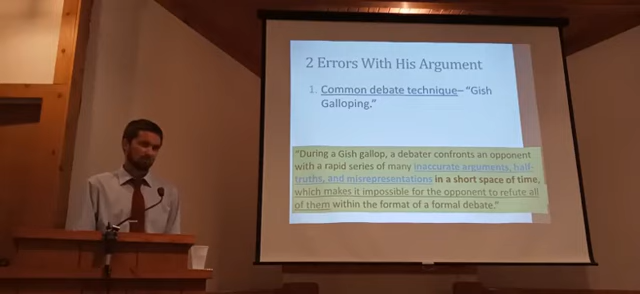 2 Errors With His Argument
1. Common debate technique– "Gish
Galloping."
"During a Gish gallop, a debater confronts an opponent
with a rapid series of many inaccurate arguments, half-
truths, and misrepresentations in a short space of time,
which makes it impossible for the opponent to refute all
of them within the format of a formal debate."